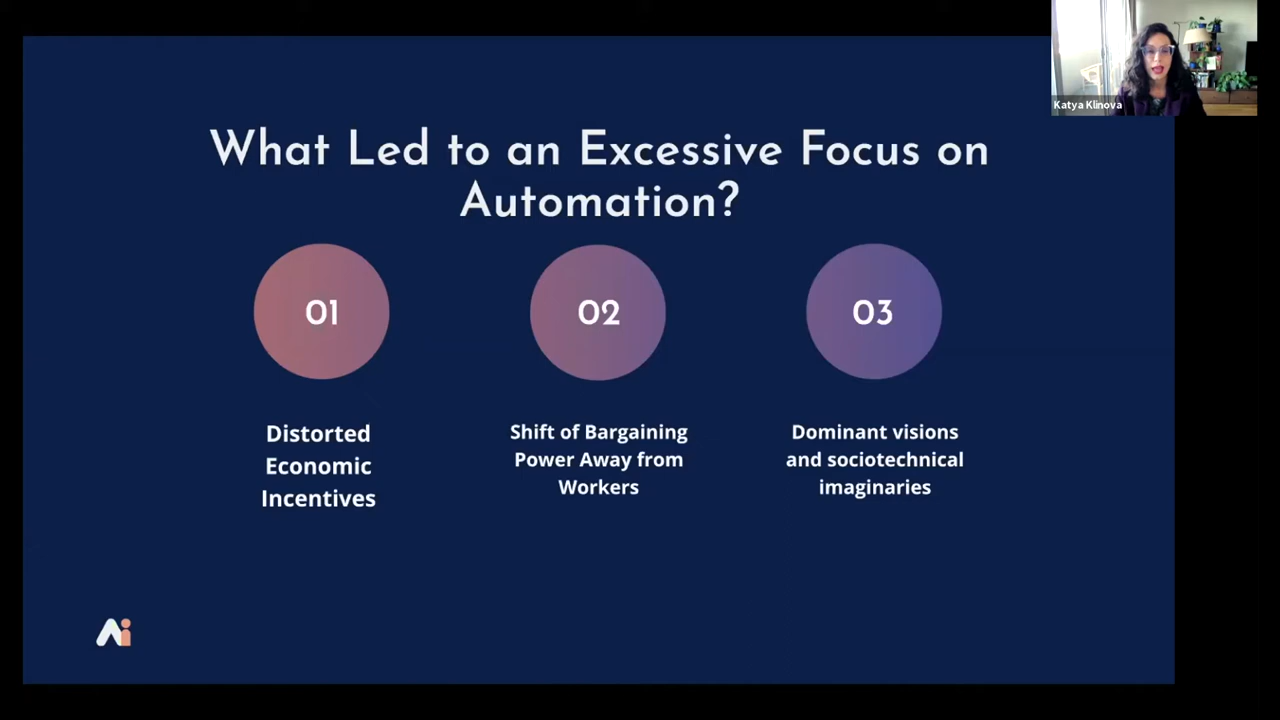 Katya Klinova
What Led to an Excessive Focus on
Automation?
01
02
03
Distorted
Economic
Incentives
Shift of Bargaining
Power Away from
Workers
Dominant visions
and sociotechnical
imaginaries
Ai